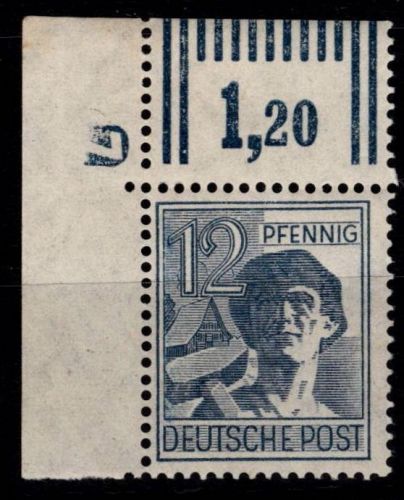 1,20
12 PFENNIG
DEUTSCHE POST